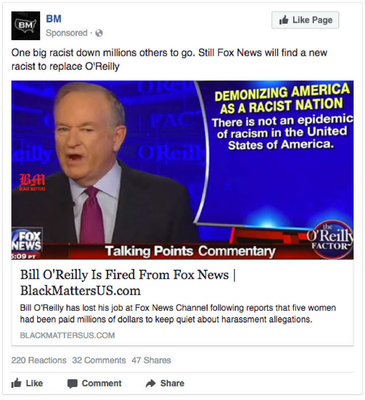 BM
BM
Sponsored ·
Like Page
One big racist down millions others to go. Still Fox News will find a new
racist to replace O'Reilly
DEMONIZING AMERICA
AS A RACIST NATION
There is not an epidemic
of racism in the United
States of America.
BM
BLACK MATTERS
FOX
NEWS
5:09 PT
Talking Points Commentary
the
O'Reilly
FACTOR
Bill O'Reilly Is Fired From Fox News |
BlackMattersUS.com
Bill O'Reilly has lost his job at Fox News Channel following reports that five women
had been paid millions of dollars to keep quiet about harassment allegations.
BLACKMATTERSUS.COM
220 Reactions 32 Comments 47 Shares
Like Comment Share